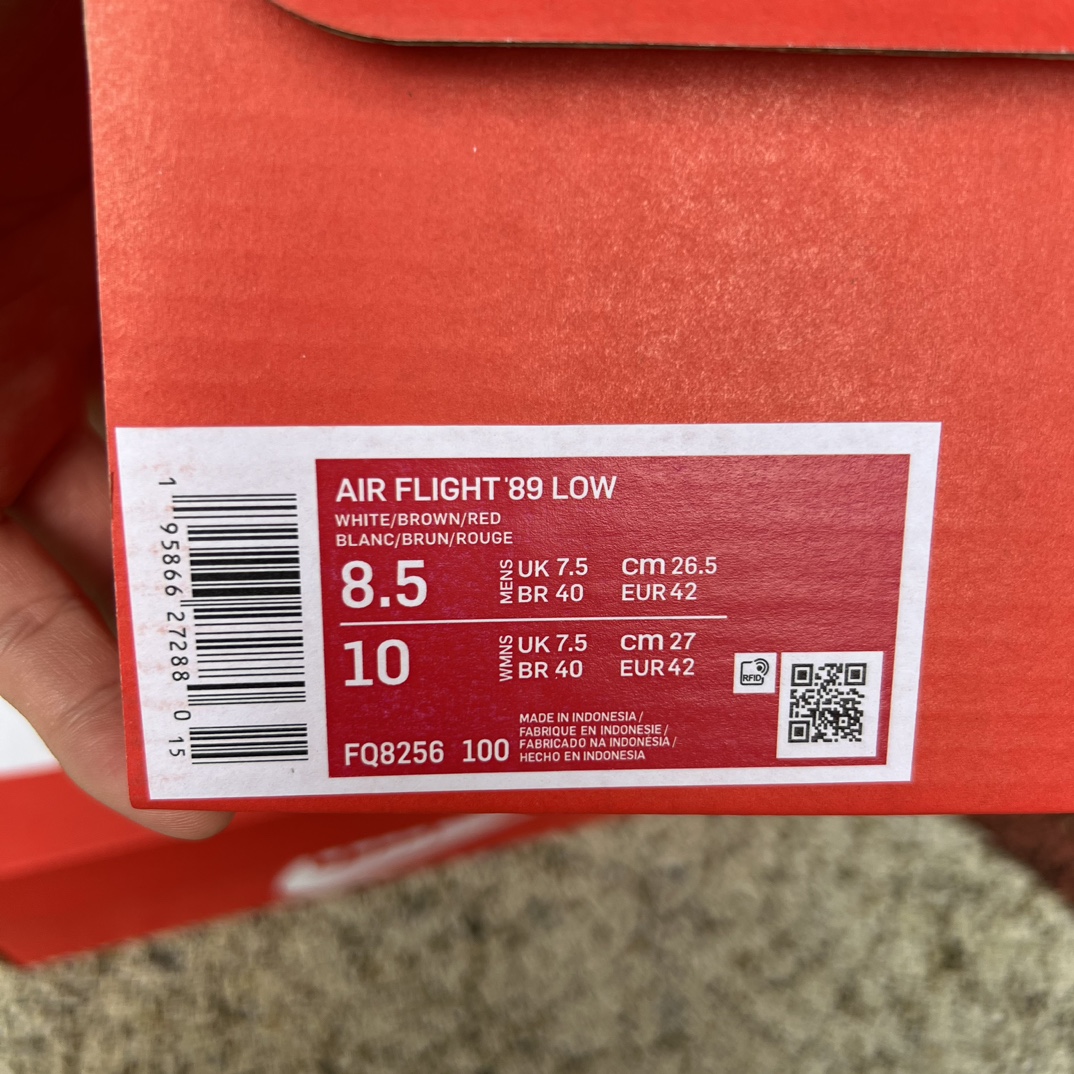 AIR FLIGHT '89 LOW
WHITE/BROWN/RED
BLANC/BRUN/ROUGE
8.5 MENS UK 7.5 cm 26.5
BR 40 EUR 42
10 WMNS UK 7.5 cm 27
BR 40 EUR 42
RFID
FQ8256 100
MADE IN INDONESIA /
FABRIQUE EN INDONESIE /
FABRICADO NA INDONÉSIA /
HECHO EN INDONESIA
1 95866 27288 0 15